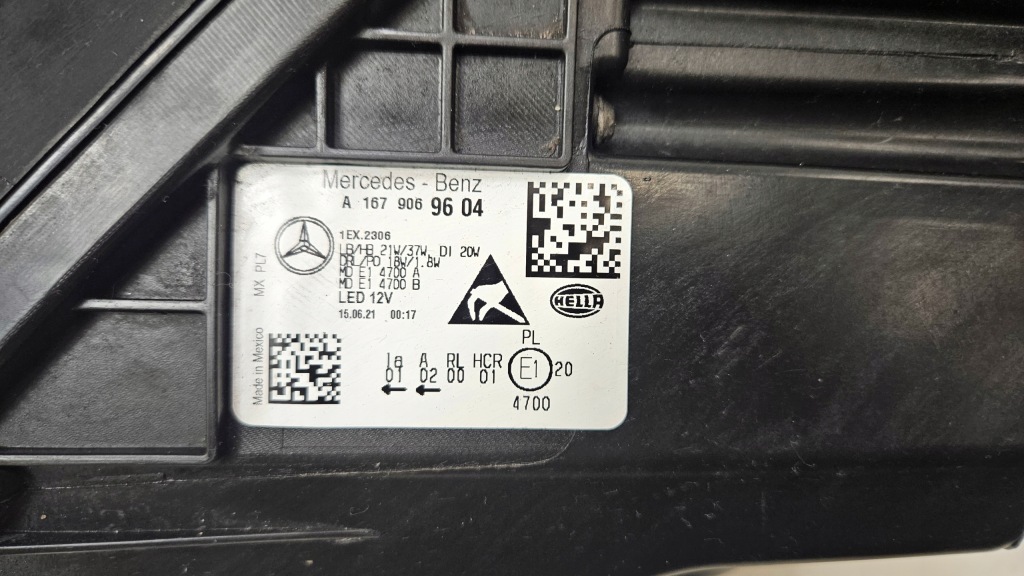 Mercedes - Benz
A 167 906 9604
1EX.2306
LB/HB 21W/37W, DI 20W
DRL/PO 18W/1.8W
MD E1 4700 A
MD E1 4700 B
LED 12V
15.06.21 00:17
MX PL7
Made in Mexico
HELLA
PL
Ia A RL HCR E1 20
01 02 00 01
4700